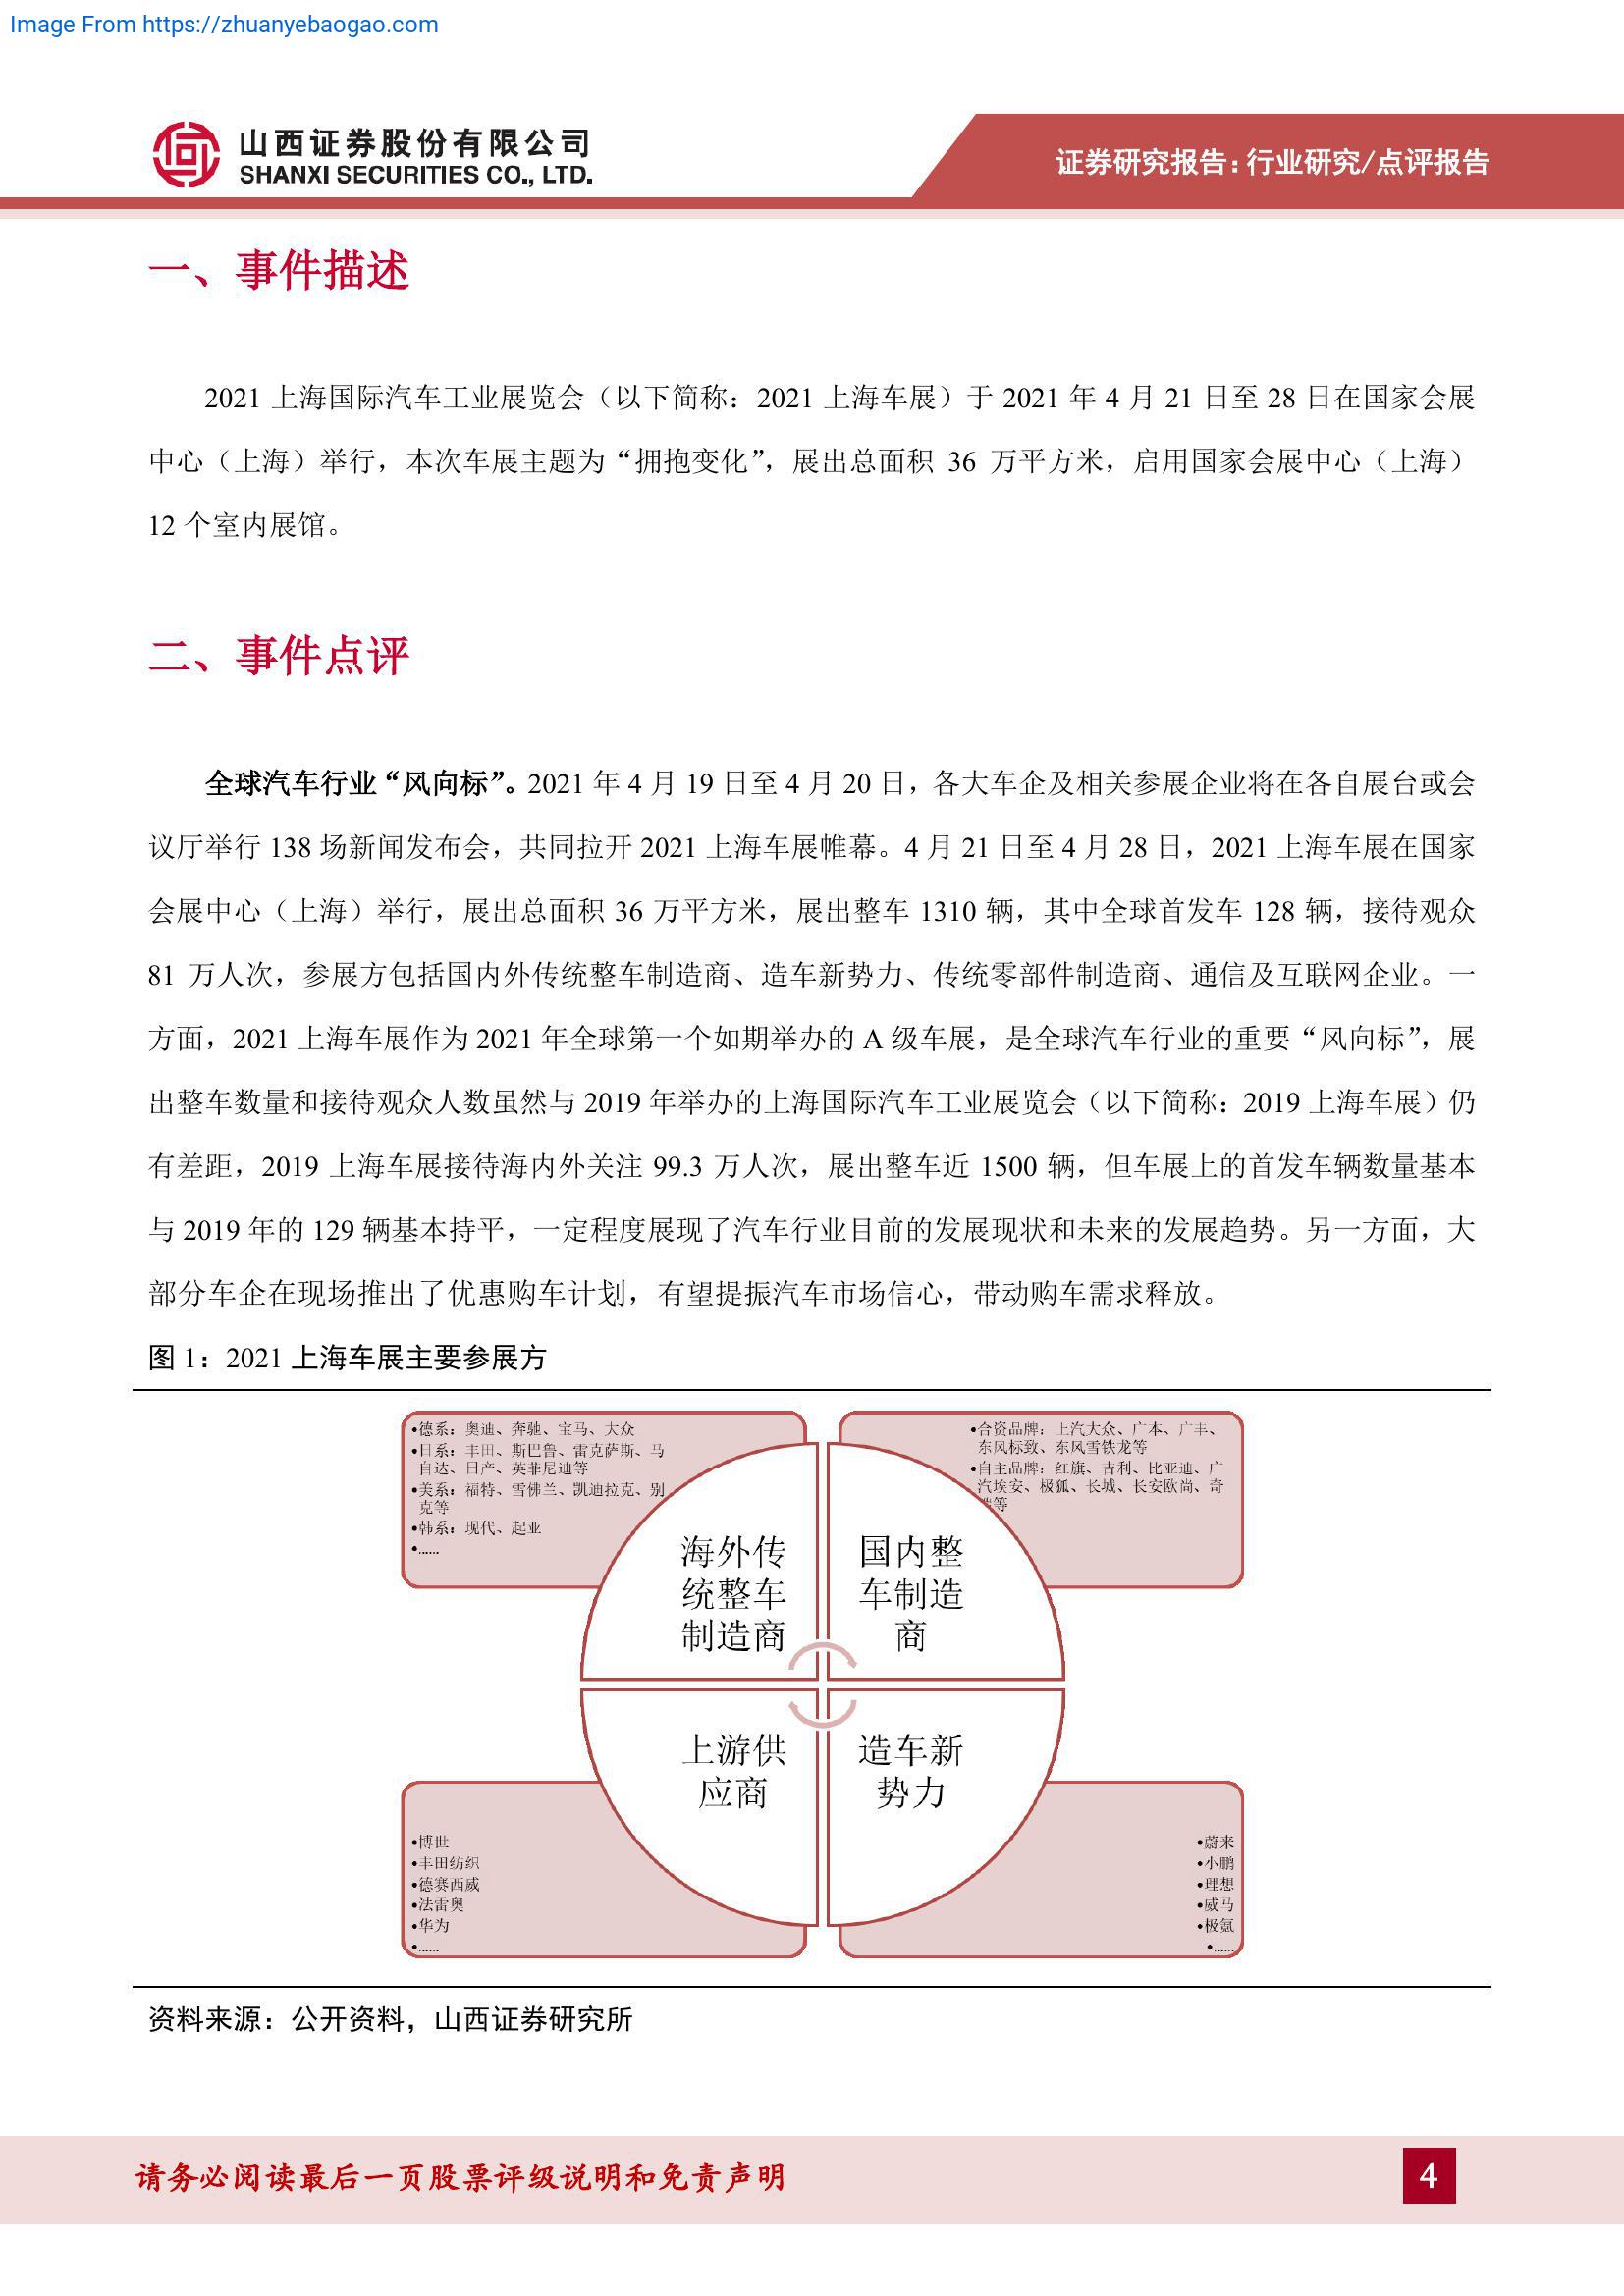 Image From https://zhuanyebaogao.com
山西证券股份有限公司
SHANXI SECURITIES CO., LTD.
证券研究报告：行业研究/点评报告
一、事件描述
2021 上海国际汽车工业展览会（以下简称：2021 上海车展）于 2021 年 4 月 21 日至 28 日在国家会展
中心（上海）举行，本次车展主题为“拥抱变化”，展出总面积 36 万平方米，启用国家会展中心（上海）
12 个室内展馆。
二、事件点评
全球汽车行业“风向标”。2021 年 4 月 19 日至 4 月 20 日，各大车企及相关参展企业将在各自展台或会
议厅举行 138 场新闻发布会，共同拉开 2021 上海车展帷幕。4 月 21 日至 4 月 28 日，2021 上海车展在国家
会展中心（上海）举行，展出总面积 36 万平方米，展出整车 1310 辆，其中全球首发车 128 辆，接待观众
81 万人次，参展方包括国内外传统整车制造商、造车新势力、传统零部件制造商、通信及互联网企业。一
方面，2021 上海车展作为 2021 年全球第一个如期举办的 A 级车展，是全球汽车行业的重要“风向标”，展
出整车数量和接待观众人数虽然与 2019 年举办的上海国际汽车工业展览会（以下简称：2019 上海车展）仍
有差距，2019 上海车展接待海内外关注 99.3 万人次，展出整车近 1500 辆，但车展上的首发车辆数量基本
与 2019 年的 129 辆基本持平，一定程度展现了汽车行业目前的发展现状和未来的发展趋势。另一方面，大
部分车企在现场推出了优惠购车计划，有望提振汽车市场信心，带动购车需求释放。
图 1：2021 上海车展主要参展方
•德系：奥迪、奔驰、宝马、大众
•日系：丰田、斯巴鲁、雷克萨斯、马
自达、日产、英菲尼迪等
•美系：福特、雪佛兰、凯迪拉克、别
克等
•韩系：现代、起亚
•......
•合资品牌：上汽大众、广本、广丰、
东风标致、东风雪铁龙等
•自主品牌：红旗、吉利、比亚迪、广
汽埃安、极狐、长城、长安欧尚、奇
等
海外传
统整车
制造商
国内整
车制造
商
上游供
应商
造车新
势力
•博世
•丰田纺织
•德赛西威
•法雷奥
•华为
•......
•蔚来
•小鹏
•理想
•威马
•极氪
•......
资料来源：公开资料，山西证券研究所
请务必阅读最后一页股票评级说明和免责声明
4